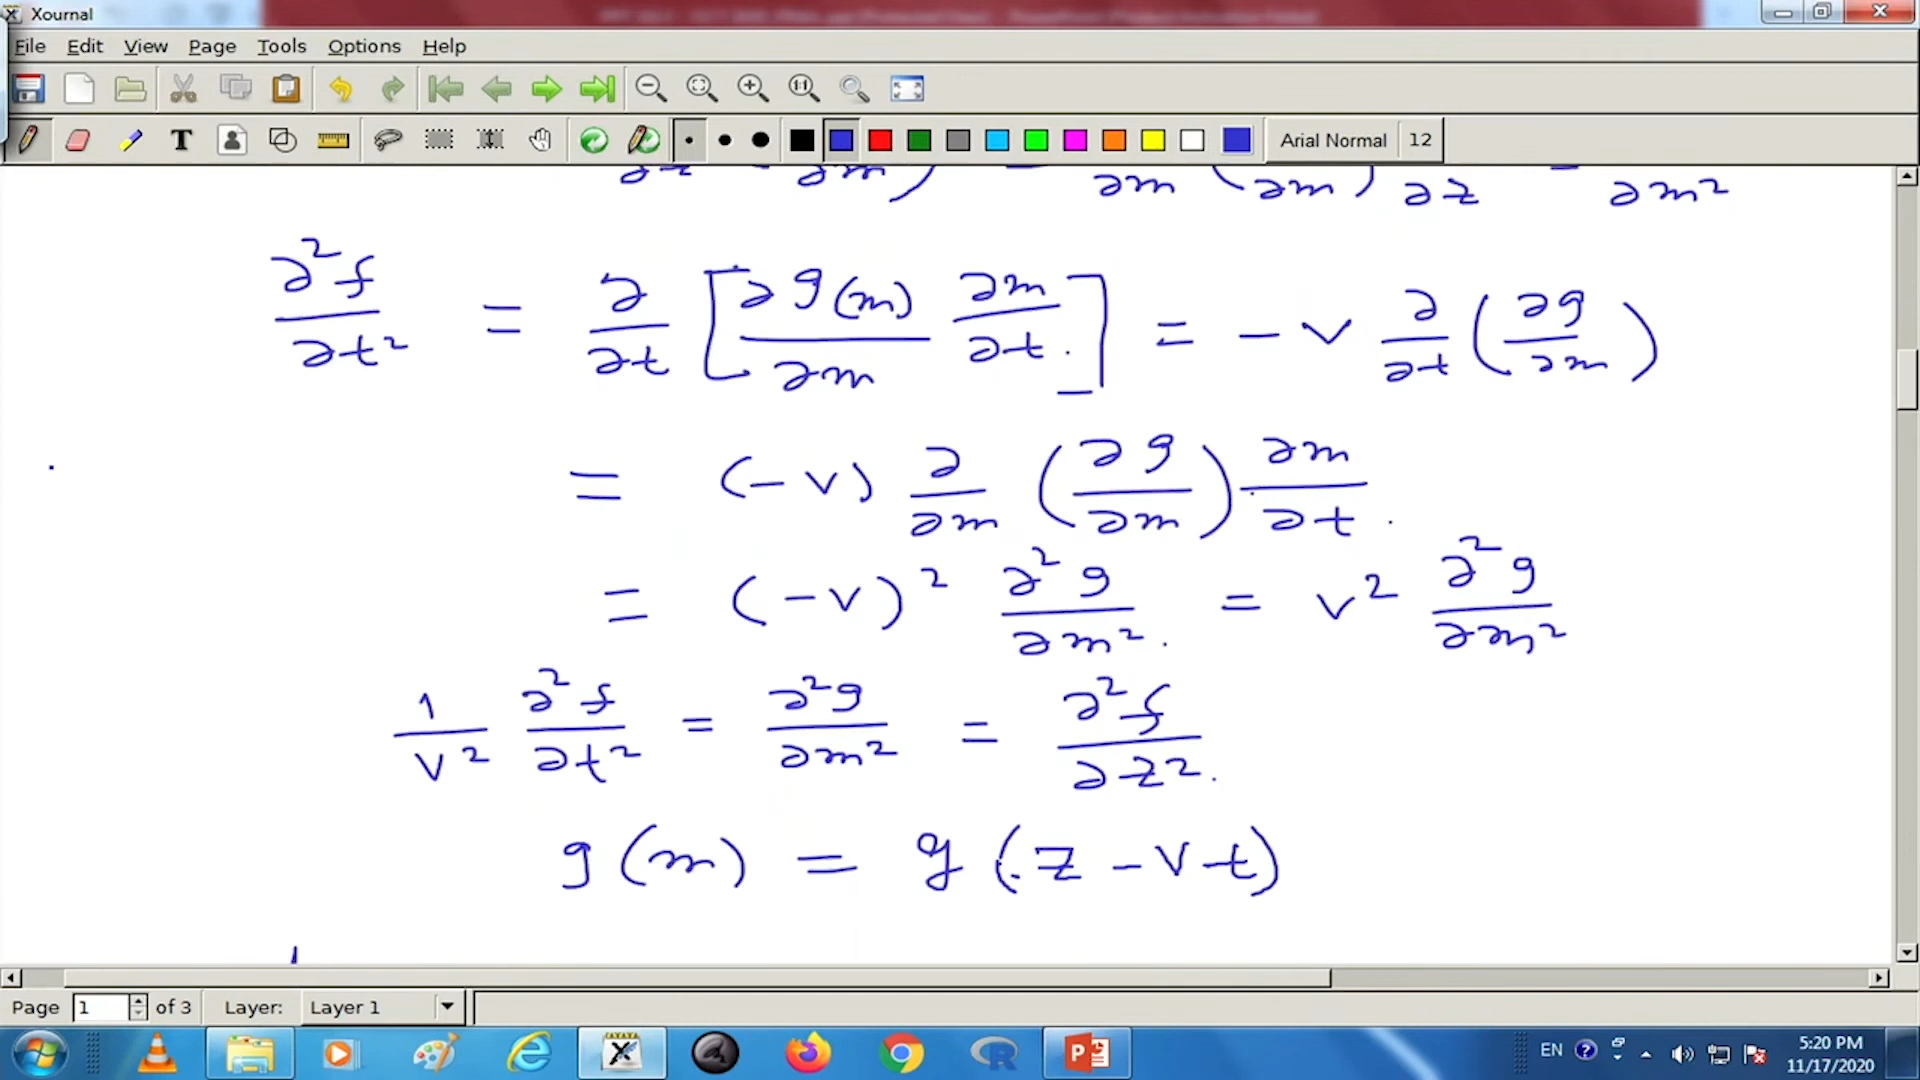 Xournal
File Edit View Page Tools Options Help
Arial Normal 12
∂m (∂m) ∂z ∂m²
∂²f/∂t² = ∂/∂t [∂g(m)/∂m ∂m/∂t.] = -v ∂/∂t (∂g/∂m)
= (-v) ∂/∂m (∂g/∂m) ∂m/∂t.
= (-v)² ∂²g/∂m². = v² ∂²g/∂m²
1/v² ∂²f/∂t² = ∂²g/∂m² = ∂²f/∂z².
g(m) = g(z-vt)
Page 1 of 3 Layer: Layer 1
EN 5:20 PM
11/17/2020